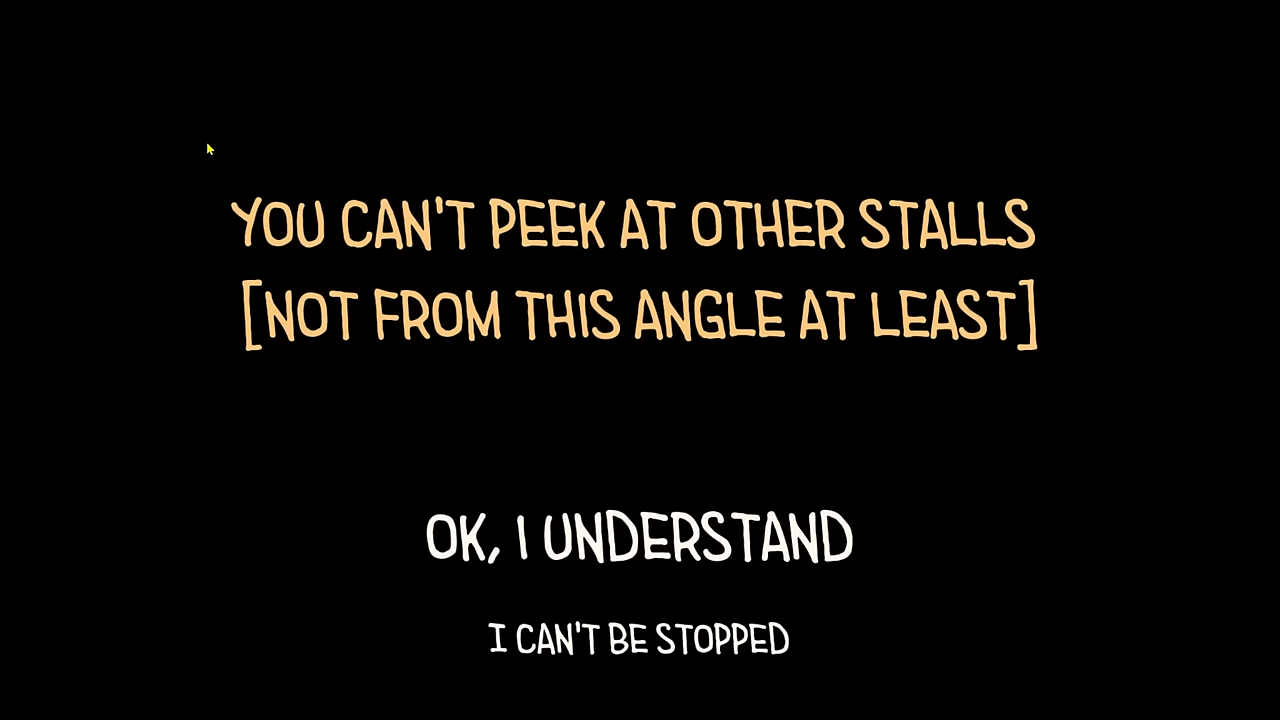 YOU CAN'T PEEK AT OTHER STALLS
[NOT FROM THIS ANGLE AT LEAST]
OK, I UNDERSTAND
I CAN'T BE STOPPED